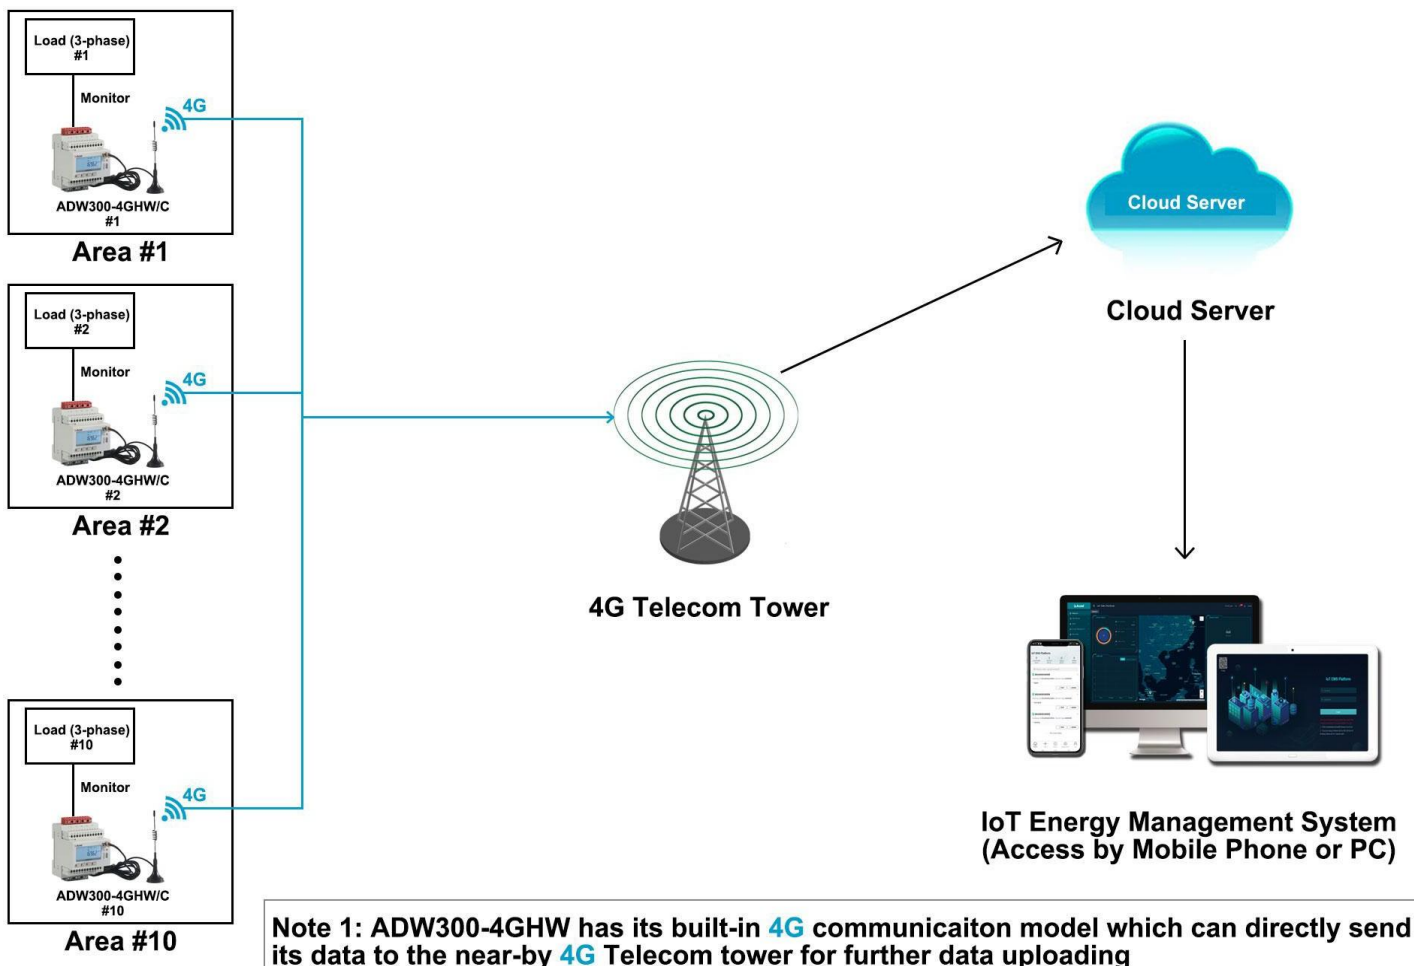 Load (3-phase)
#1
Monitor
4G
ADW300-4GHW/C
#1
Area #1
Load (3-phase)
#2
Monitor
4G
ADW300-4GHW/C
#2
Area #2
Load (3-phase)
#10
Monitor
4G
ADW300-4GHW/C
#10
Area #10
4G Telecom Tower
Cloud Server
Cloud Server
IoT Energy Management System
(Access by Mobile Phone or PC)
Note 1: ADW300-4GHW has its built-in 4G communicaiton model which can directly send
its data to the near-by 4G Telecom tower for further data uploading